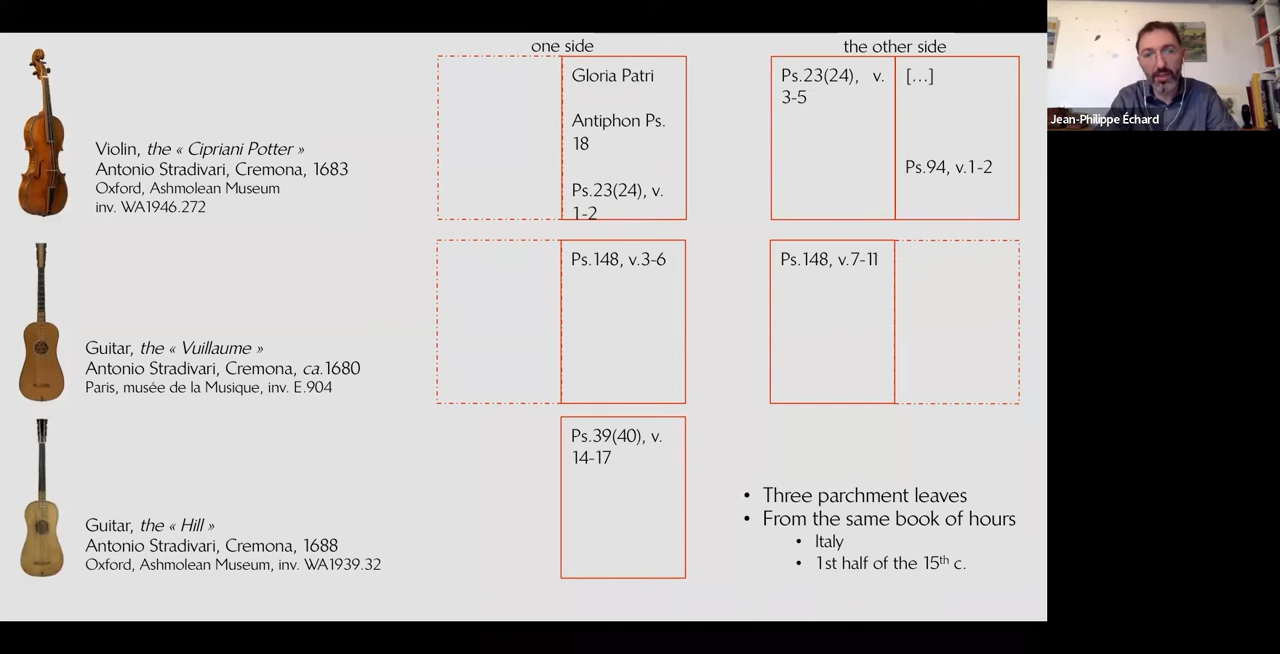 one side
the other side
Violin, the « Cipriani Potter »
Antonio Stradivari, Cremona, 1683
Oxford, Ashmolean Museum
inv. WA1946.272
Gloria Patri
Antiphon Ps.
18
Ps.23(24), v.
1-2
Ps.23(24), v.
3-5
[...]
Ps.94, v.1-2
Guitar, the « Vuillaume »
Antonio Stradivari, Cremona, ca.1680
Paris, musée de la Musique, inv. E.904
Ps.148, v.3-6
Ps.148, v.7-11
Guitar, the « Hill »
Antonio Stradivari, Cremona, 1688
Oxford, Ashmolean Museum, inv. WA1939.32
Ps.39(40), v.
14-17
• Three parchment leaves
• From the same book of hours
• Italy
• 1st half of the 15th c.
Jean-Philippe Échard